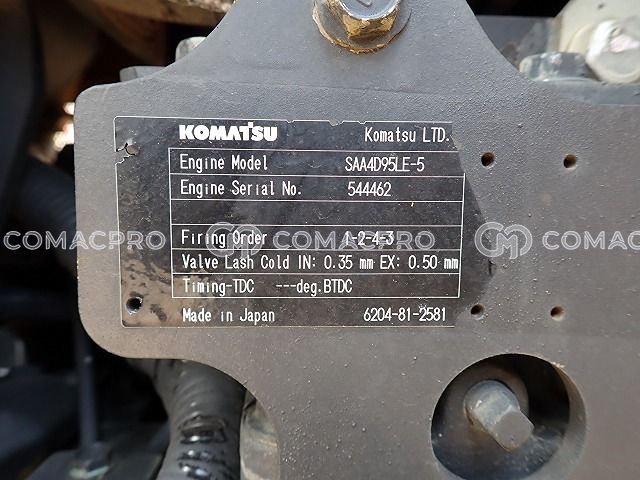 KOMATSU Komatsu LTD.
Engine Model SAA4D95LE-5
Engine Serial No. 544462
COMACPRO COMACPRO COMACPRO
Firing Order 1-2-4-3
Valve Lash Cold IN: 0.35 mm EX: 0.50 mm
Timing-TDC ---deg.BTDC
Made in Japan 6204-81-2581